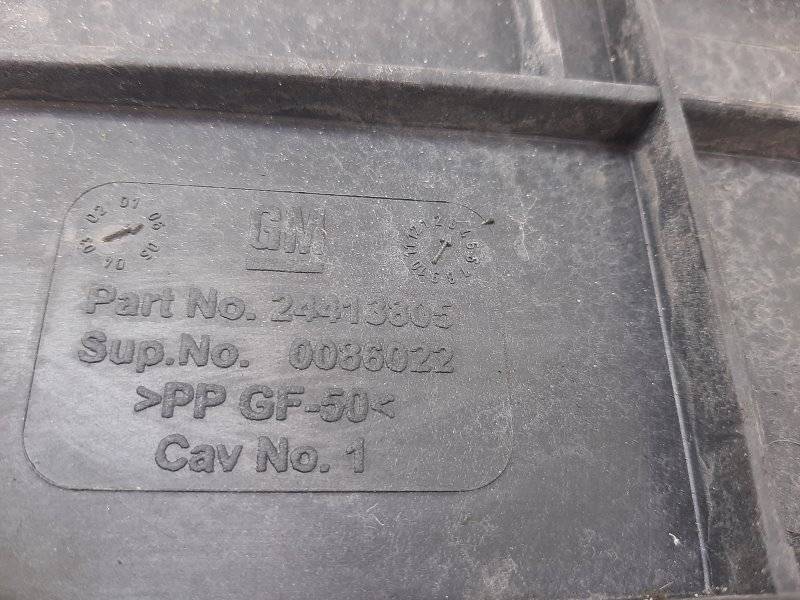 GM
Part No. 24413805
Sup.No. 0086022
>PP GF-50<
Cav No. 1